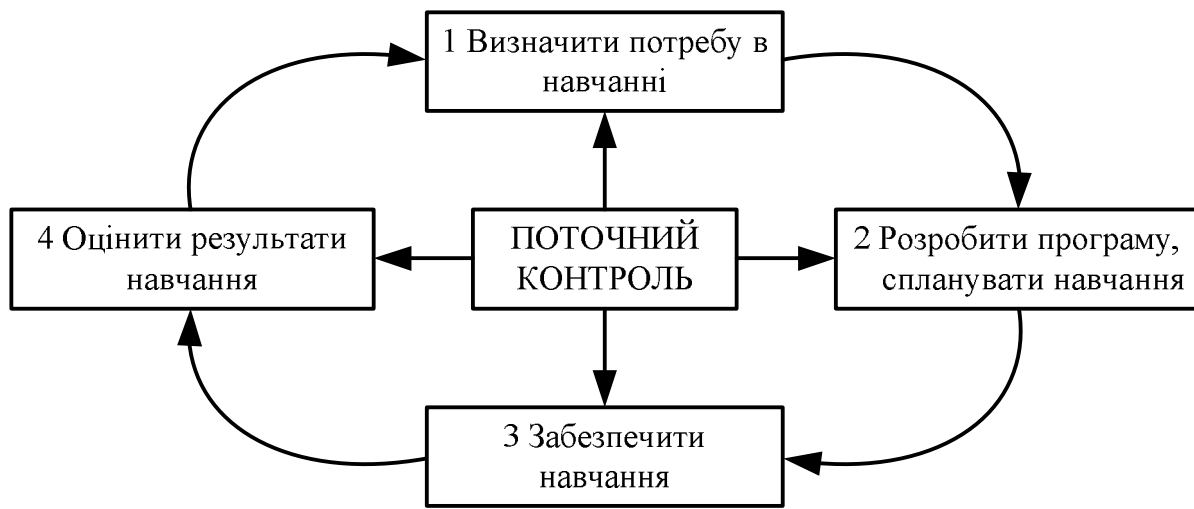 1 Визначити потребу в
навчанні
4 Оцінити результати
навчання
ПОТОЧНИЙ
КОНТРОЛЬ
2 Розробити програму,
спланувати навчання
3 Забезпечити
навчання